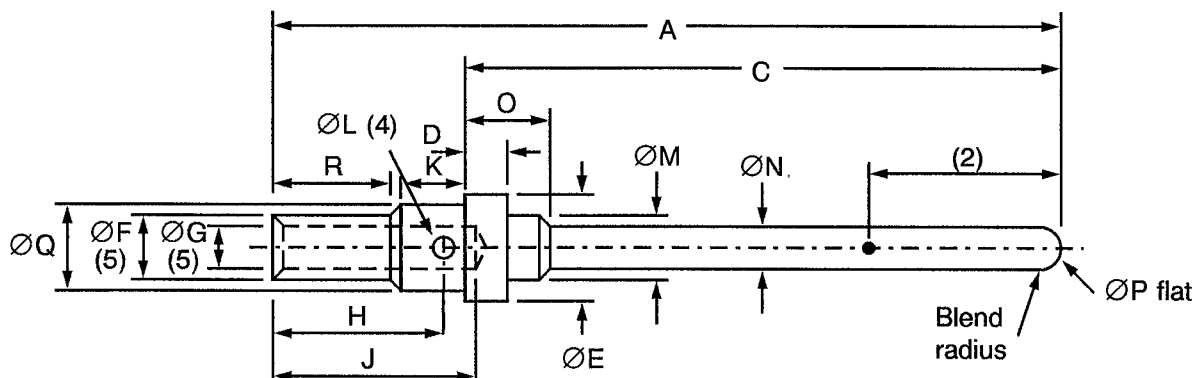 A
C
O
ØL (4)
D
R
K
ØM
ØN.
(2)
ØQ
ØF
(5)
ØG
(5)
ØP flat
H
Blend
radius
J
ØE